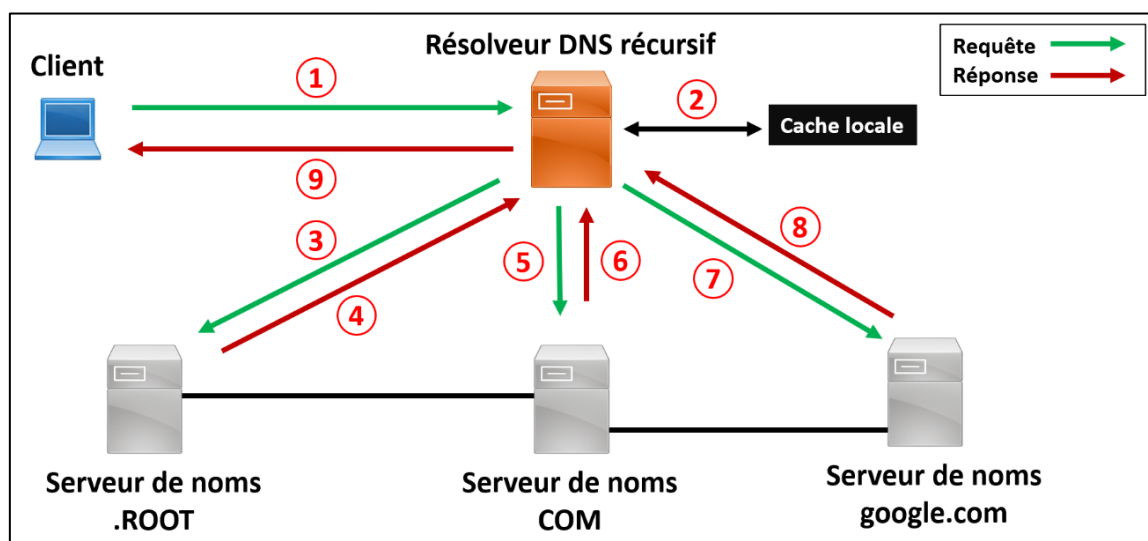 Résolveur DNS récursif
Client
Requête
Réponse
1
2
Cache locale
9
3
4
5
6
7
8
Serveur de noms
.ROOT
Serveur de noms
COM
Serveur de noms
google.com